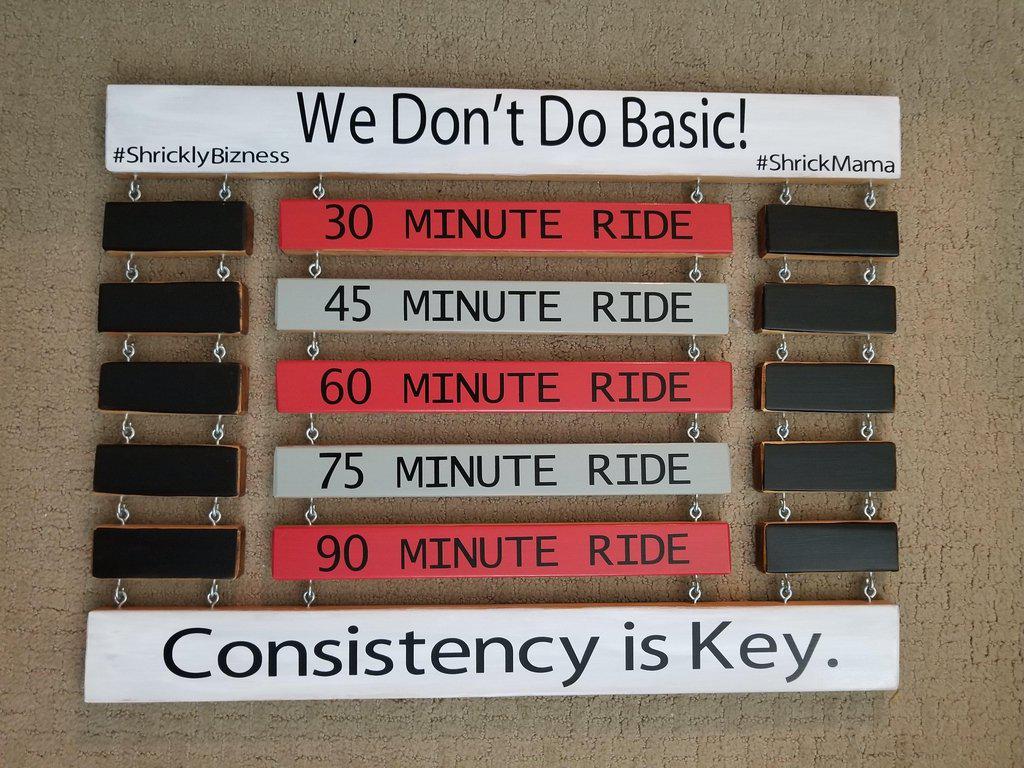 We Don't Do Basic!
#ShricklyBizness
#ShrickMama
30 MINUTE RIDE
45 MINUTE RIDE
60 MINUTE RIDE
75 MINUTE RIDE
90 MINUTE RIDE
Consistency is Key.